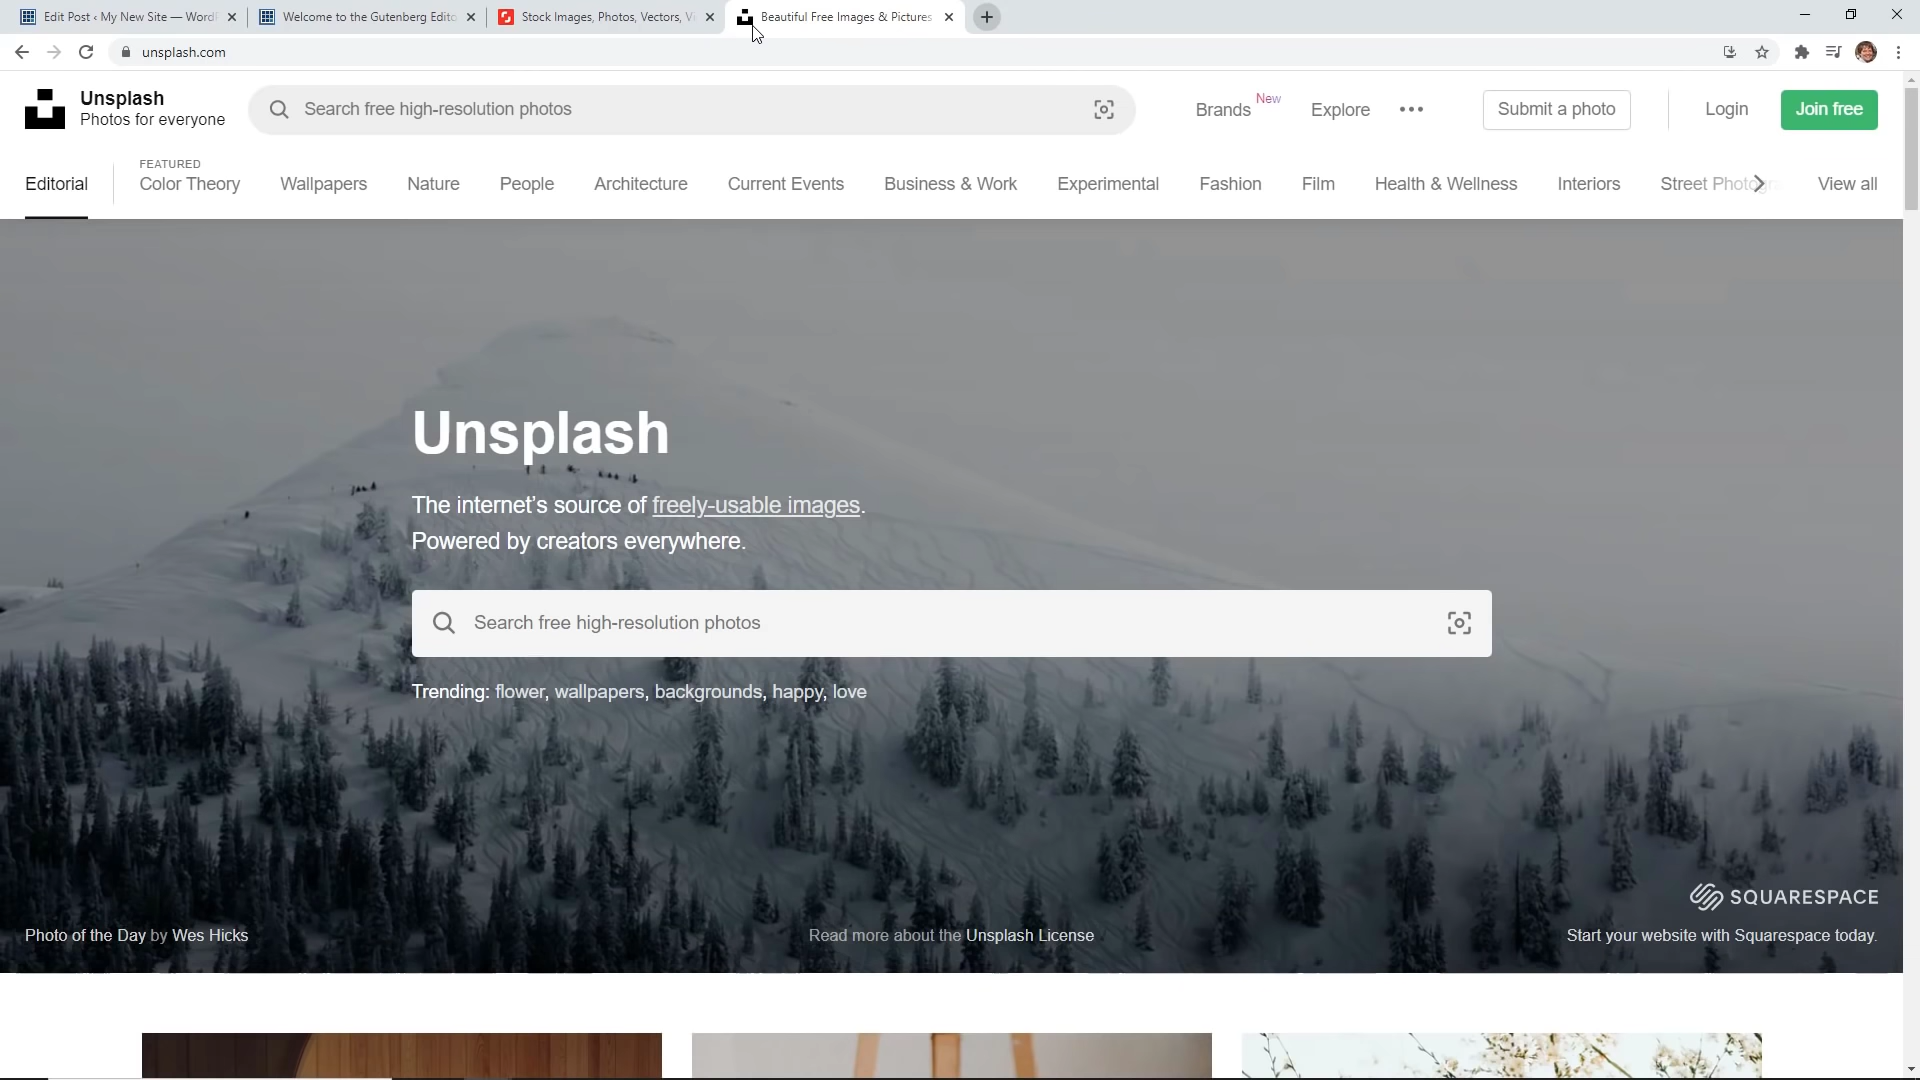 Edit Post ‹ My New Site — Word
Welcome to the Gutenberg Edito
Stock Images, Photos, Vectors, Vi
Beautiful Free Images & Pictures
unsplash.com
Unsplash
Photos for everyone
Search free high-resolution photos
Brands New
Explore
Submit a photo
Login
Join free
Editorial
FEATURED
Color Theory
Wallpapers
Nature
People
Architecture
Current Events
Business & Work
Experimental
Fashion
Film
Health & Wellness
Interiors
Street Photogr
View all
Unsplash
The internet's source of freely-usable images.
Powered by creators everywhere.
Search free high-resolution photos
Trending: flower, wallpapers, backgrounds, happy, love
SQUARESPACE
Photo of the Day by Wes Hicks
Read more about the Unsplash License
Start your website with Squarespace today.